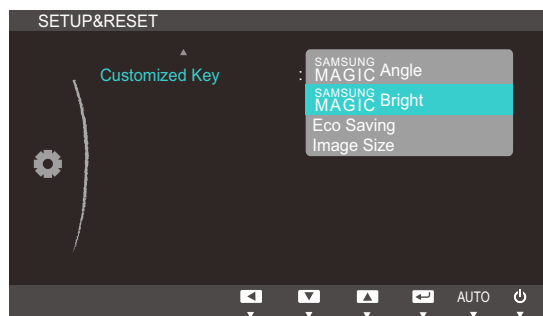 SETUP&RESET
Customized Key : SAMSUNG MAGIC Angle
SAMSUNG MAGIC Bright
Eco Saving
Image Size
AUTO